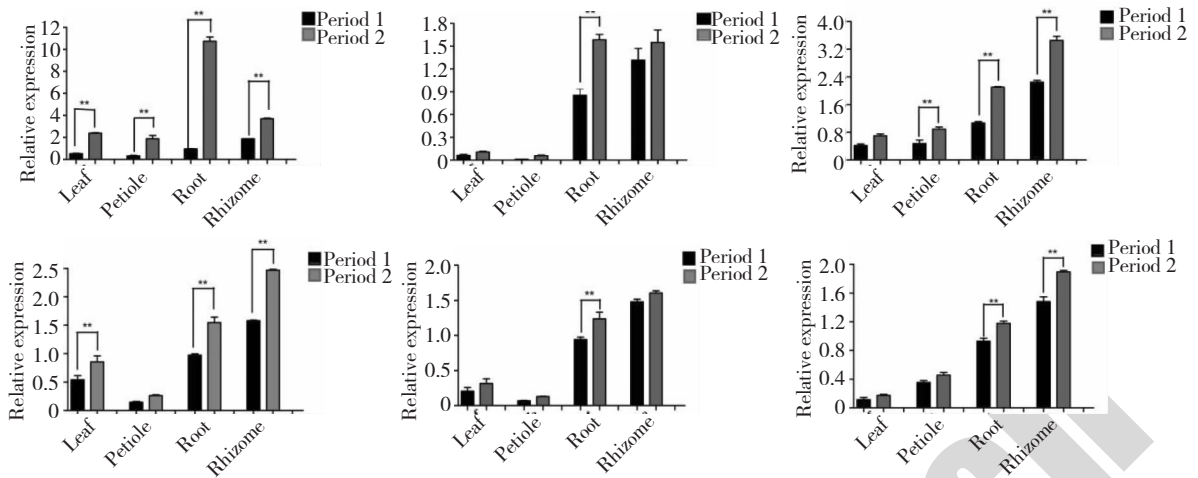 Relative expression
12
10
8
6
4
2
0
**
**
**
**
Period 1
Period 2
Leaf
Petiole
Root
Rhizome
Relative expression
1.8
1.5
1.2
0.9
0.6
0.3
0
**
Period 1
Period 2
Leaf
Petiole
Root
Rhizome
Relative expression
4.0
3.2
2.4
1.6
0.8
0
**
**
**
Period 1
Period 2
Leaf
Petiole
Root
Rhizome
Relative expression
2.5
2.0
1.5
1.0
0.5
0
**
**
**
Period 1
Period 2
Leaf
Petiole
Root
Rhizome
Relative expression
2.0
1.5
1.0
0.5
0
**
Period 1
Period 2
Leaf
Petiole
Root
Rhizome
Relative expression
2.0
1.6
1.2
0.8
0.4
0
**
**
Period 1
Period 2
Leaf
Petiole
Root
Rhizome